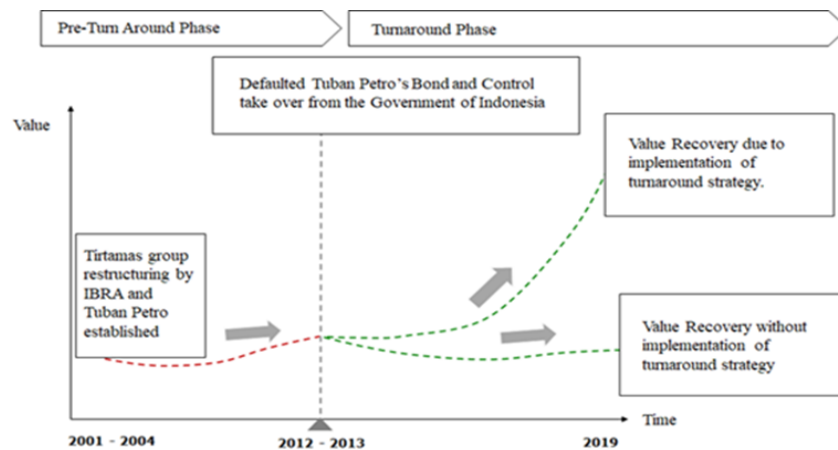 Pre-Turn Around Phase
Turnaround Phase
Defaulted Tuban Petro's Bond and Control
take over from the Government of Indonesia
Value
Value Recovery due to
implementation of
turnaround strategy.
Tirtamas group
restructuring by
IBRA and
Tuban Petro
established
Value Recovery without
implementation of
turnaround strategy
Time
2001 - 2004
2012 - 2013
2019